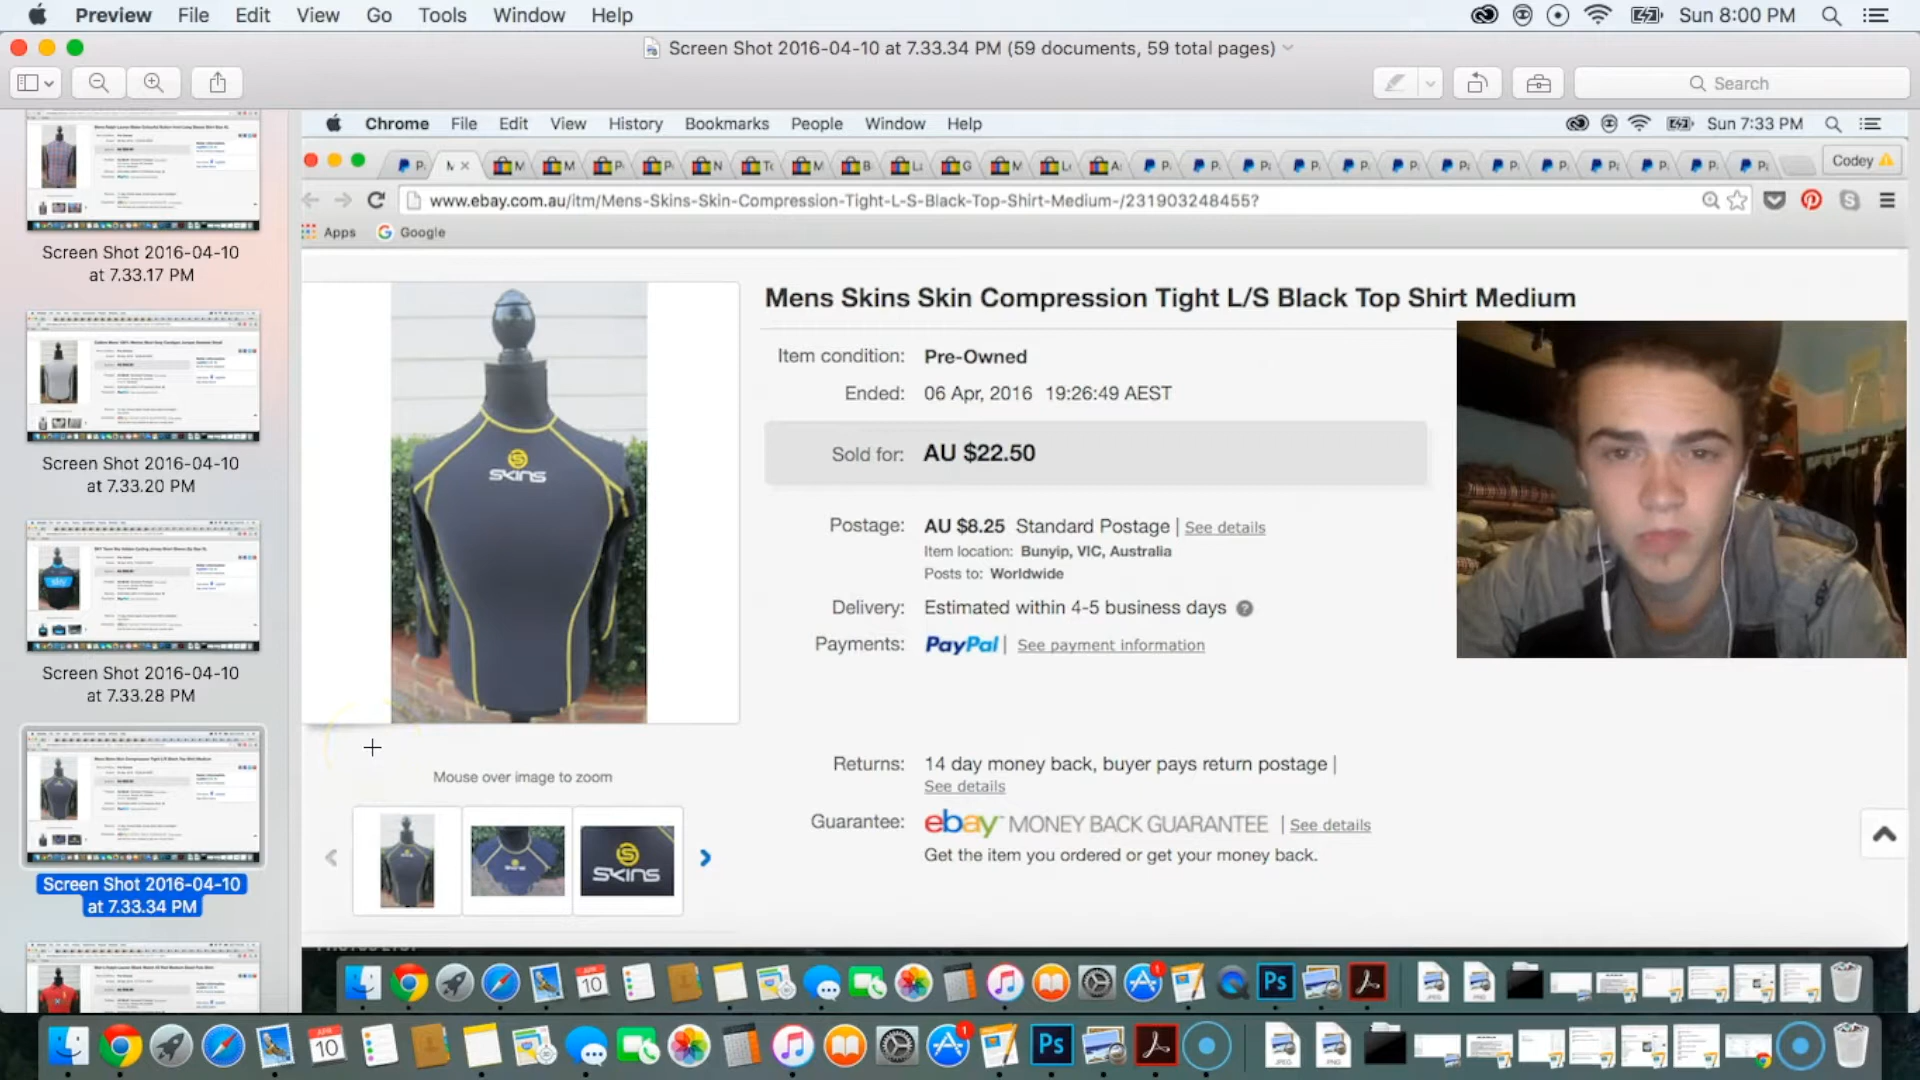 Preview File Edit View Go Tools Window Help
Sun 8:00 PM
Screen Shot 2016-04-10 at 7.33.34 PM (59 documents, 59 total pages)
Search
Screen Shot 2016-04-10
at 7.33.17 PM
Screen Shot 2016-04-10
at 7.33.20 PM
Screen Shot 2016-04-10
at 7.33.28 PM
Screen Shot 2016-04-10
at 7.33.34 PM
Chrome File Edit View History Bookmarks People Window Help
Sun 7:33 PM
Codey
www.ebay.com.au/itm/Mens-Skins-Skin-Compression-Tight-L-S-Black-Top-Shirt-Medium-/231903248455?
Apps Google
Mens Skins Skin Compression Tight L/S Black Top Shirt Medium
Item condition: Pre-Owned
Ended: 06 Apr, 2016 19:26:49 AEST
Sold for: AU $22.50
Postage: AU $8.25 Standard Postage | See details
Item location: Bunyip, VIC, Australia
Posts to: Worldwide
Delivery: Estimated within 4-5 business days ?
Payments: PayPal | See payment information
Returns: 14 day money back, buyer pays return postage |
See details
Guarantee: ebay MONEY BACK GUARANTEE | See details
Get the item you ordered or get your money back.
SKINS
Mouse over image to zoom
SKINS
APR
10
Ps
APR
10
Ps